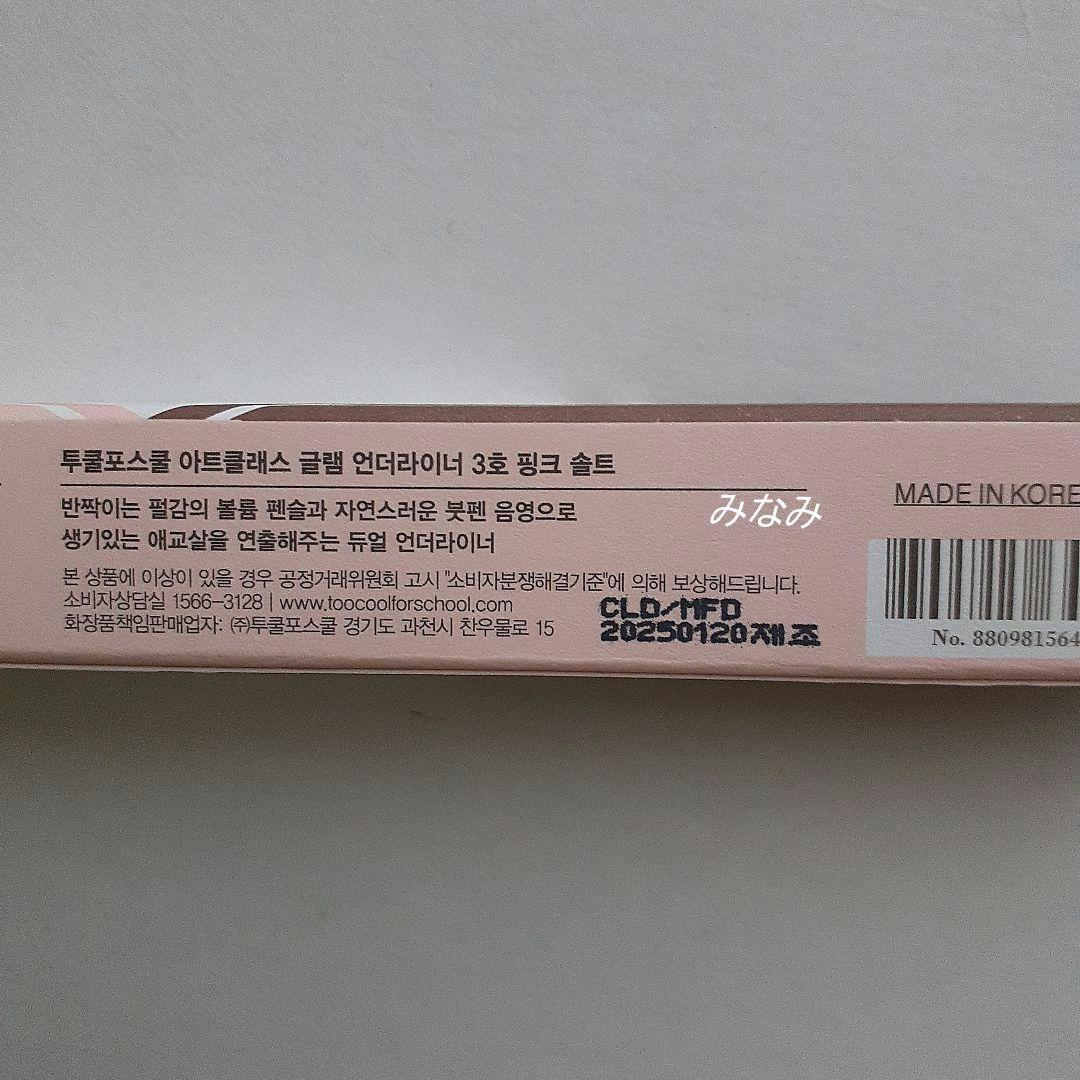 투쿨포스쿨 아트클래스 글램 언더라이너 3호 핑크 솔트
반짝이는 펄감의 볼륨 펜슬과 자연스러운 붓펜 음영으로
생기있는 애교살을 연출해주는 듀얼 언더라이너
みなみ
본 상품에 이상이 있을 경우 공정거래위원회 고시 "소비자분쟁해결기준"에 의해 보상해드립니다.
소비자상담실 1566-3128 | www.toocoolforschool.com
화장품책임판매업자: ㈜투쿨포스쿨 경기도 과천시 찬우물로 15
CLD/MFD
20250120제조
MADE IN KORE
No. 880981564